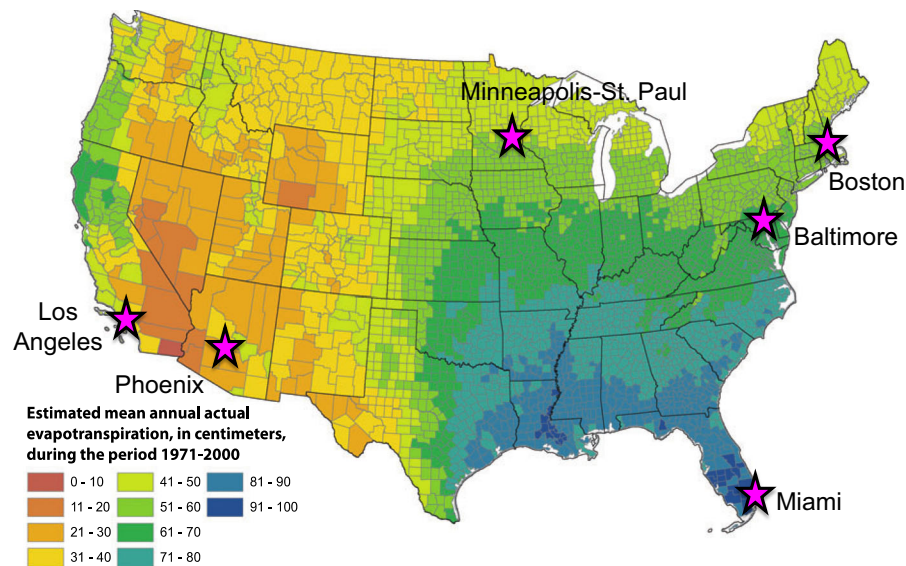 Minneapolis-St. Paul
Boston
Baltimore
Los
Angeles
Phoenix
Miami
Estimated mean annual actual
evapotranspiration, in centimeters,
during the period 1971-2000
0 - 10
41 - 50
81 - 90
11 - 20
51 - 60
91 - 100
21 - 30
61 - 70
31 - 40
71 - 80